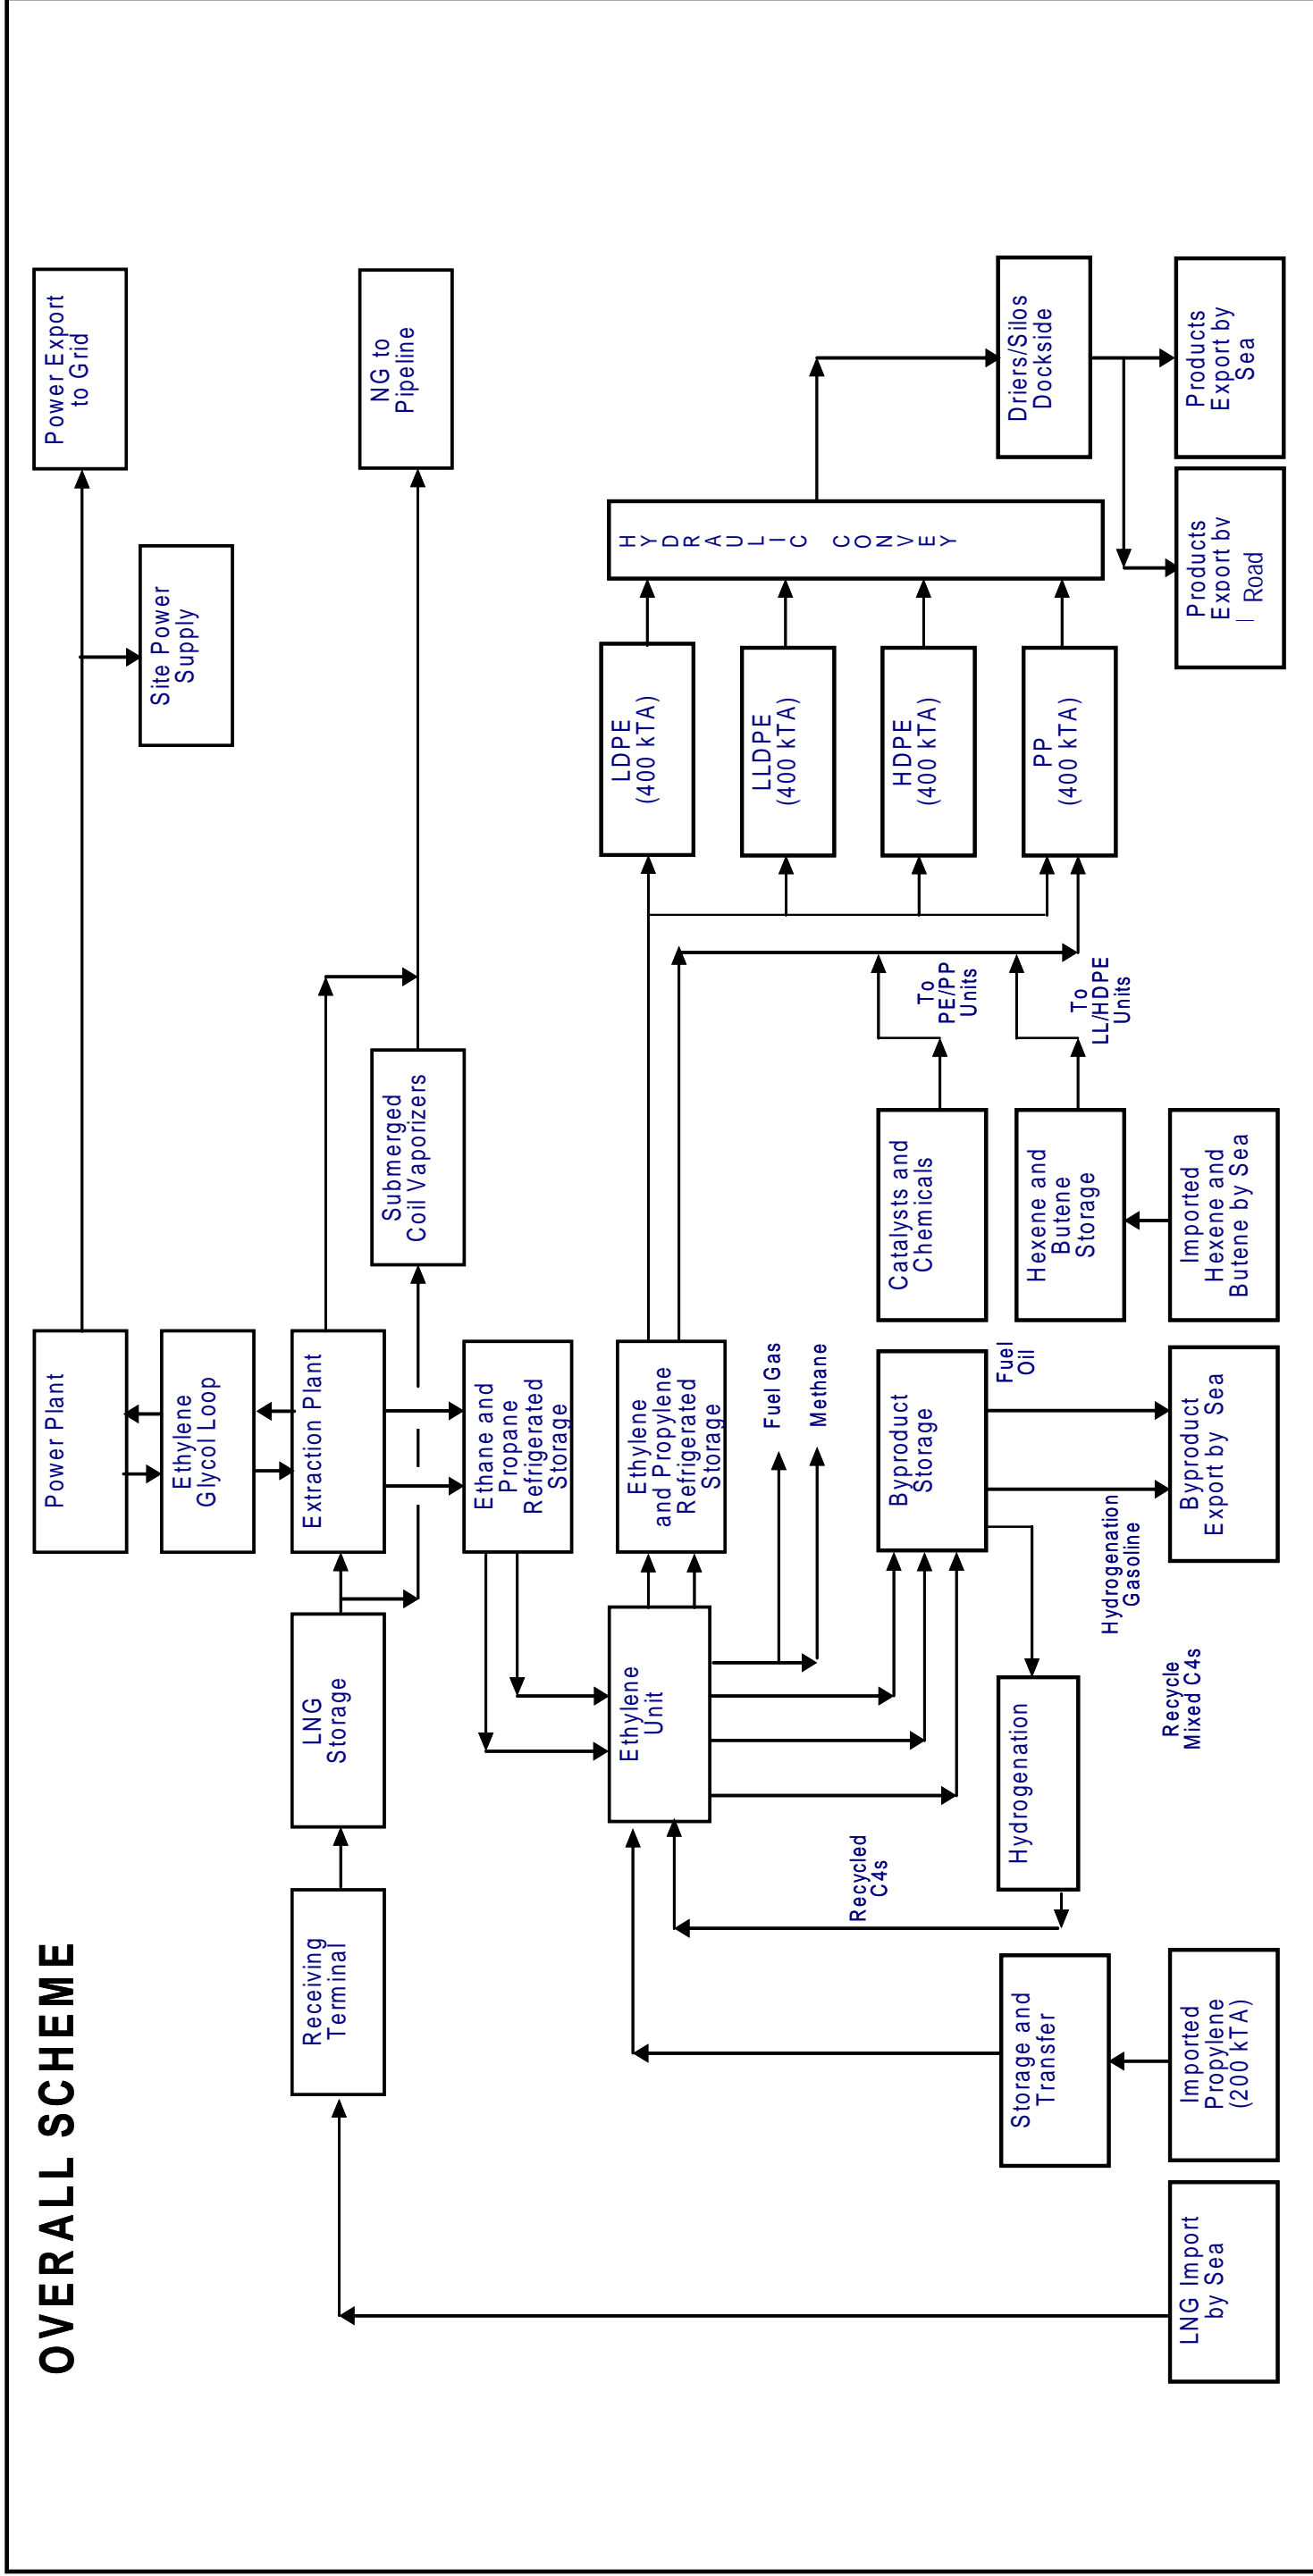 OVERALL SCHEME
Power Plant
Power Export
to Grid
Ethylene
Glycol Loop
Site Power
Supply
Receiving
Terminal
LNG
Storage
Extraction Plant
NG to
Pipeline
Submerged
Coil Vaporizers
Ethane and
Propane
Refrigerated
Storage
Ethylene
Unit
Ethylene
and Propylene
Refrigerated
Storage
LDPE
(400 kTA)
HYDRAULIC CONVEY
Fuel Gas
Methane
LLDPE
(400 kTA)
Recycled
C4s
Byproduct
Storage
Catalysts and
Chemicals
To
PE/PP
Units
HDPE
(400 kTA)
Storage and
Transfer
Hydrogenation
Fuel
Oil
Hexene and
Butene
Storage
To
LL/HDPE
Units
PP
(400 kTA)
Driers/Silos
Dockside
Hydrogenation
Gasoline
Recycle
Mixed C4s
LNG Import
by Sea
Imported
Propylene
(200 kTA)
Byproduct
Export by Sea
Imported
Hexene and
Butene by Sea
Products
Export by
Road
Products
Export by
Sea